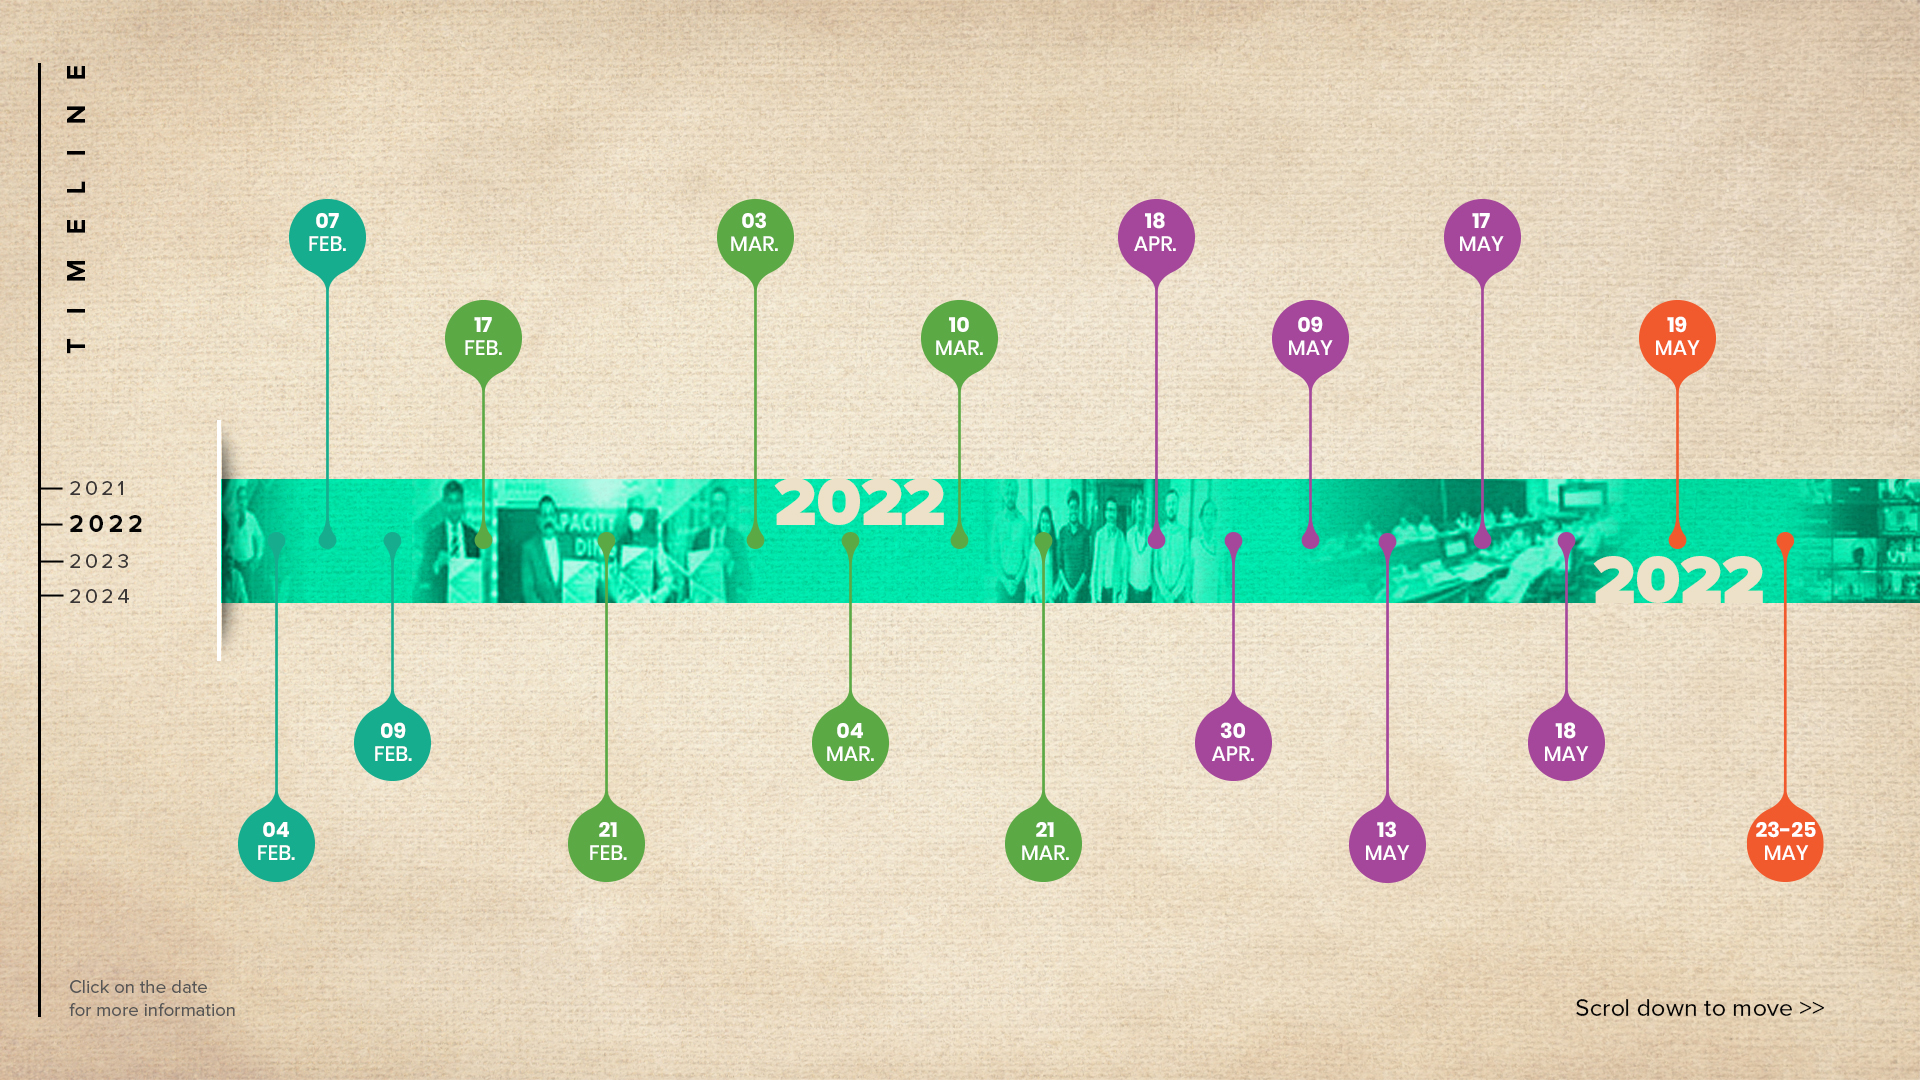 TIMELINE
07
FEB.
03
MAR.
18
APR.
17
MAY
17
FEB.
10
MAR.
09
MAY
19
MAY
2021
2022
2023
2024
2022
PACITY
DIN
2022
09
FEB.
04
MAR.
30
APR.
18
MAY
04
FEB.
21
FEB.
21
MAR.
13
MAY
23-25
MAY
Click on the date
for more information
Scrol down to move >>